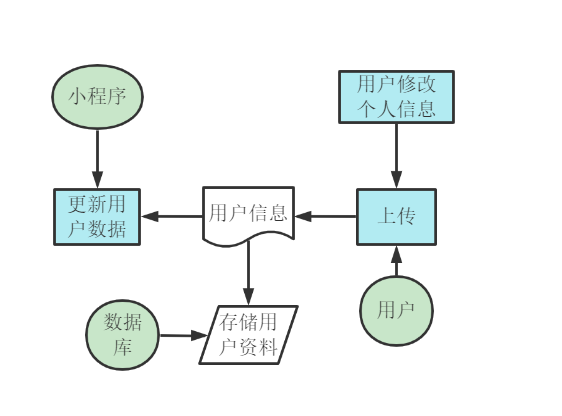 小程序
用户修改
个人信息
更新用
户数据
用户信息
上传
数据
库
存储用
户资料
用户